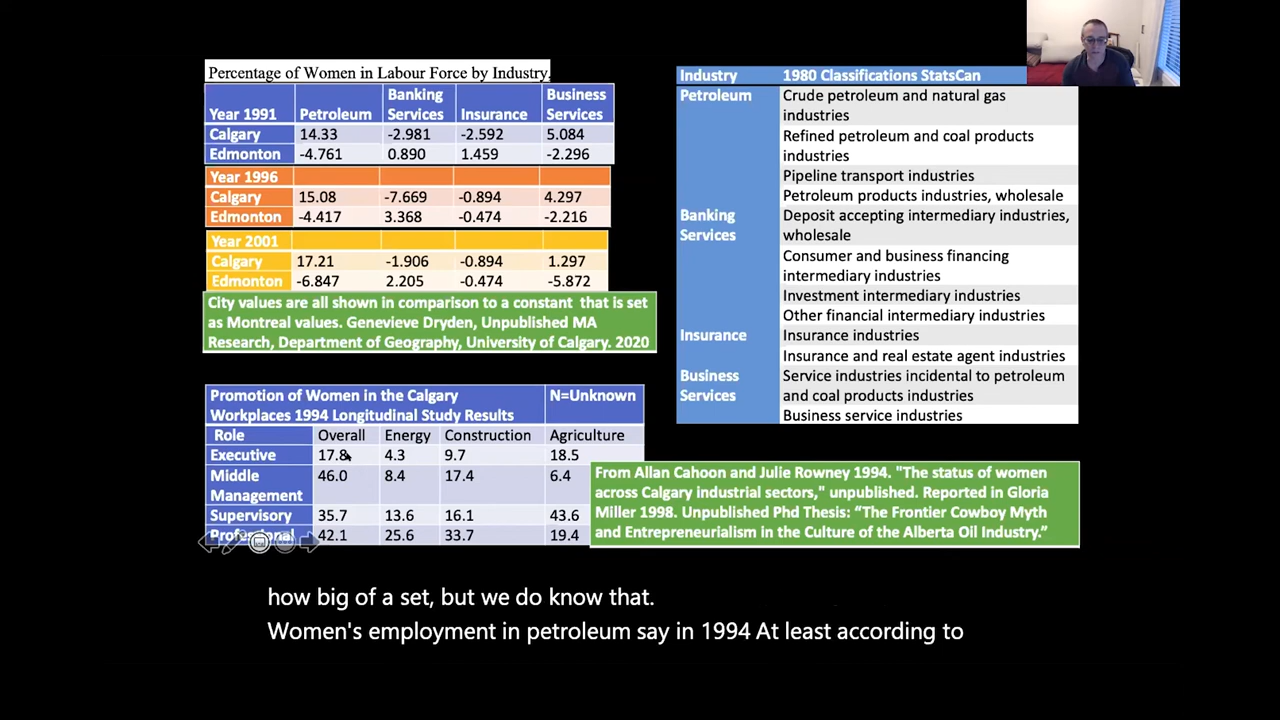 Percentage of Women in Labour Force by Industry.
Year 1991 Petroleum Banking Services Insurance Business Services
Calgary 14.33 -2.981 -2.592 5.084
Edmonton -4.761 0.890 1.459 -2.296
Year 1996
Calgary 15.08 -7.669 -0.894 4.297
Edmonton -4.417 3.368 -0.474 -2.216
Year 2001
Calgary 17.21 -1.906 -0.894 1.297
Edmonton -6.847 2.205 -0.474 -5.872
City values are all shown in comparison to a constant that is set
as Montreal values. Genevieve Dryden, Unpublished MA
Research, Department of Geography, University of Calgary. 2020
Industry 1980 Classifications StatsCan
Petroleum Crude petroleum and natural gas
industries
Refined petroleum and coal products
industries
Pipeline transport industries
Petroleum products industries, wholesale
Banking Deposit accepting intermediary industries,
Services wholesale
Consumer and business financing
intermediary industries
Investment intermediary industries
Other financial intermediary industries
Insurance Insurance industries
Insurance and real estate agent industries
Business Service industries incidental to petroleum
Services and coal products industries
Business service industries
Promotion of Women in the Calgary N=Unknown
Workplaces 1994 Longitudinal Study Results
Role Overall Energy Construction Agriculture
Executive 17.8 4.3 9.7 18.5
Middle 46.0 8.4 17.4 6.4
Management
Supervisory 35.7 13.6 16.1 43.6
Professional 42.1 25.6 33.7 19.4
From Allan Cahoon and Julie Rowney 1994. "The status of women
across Calgary industrial sectors," unpublished. Reported in Gloria
Miller 1998. Unpublished Phd Thesis: “The Frontier Cowboy Myth
and Entrepreneurialism in the Culture of the Alberta Oil Industry.”
how big of a set, but we do know that.
Women's employment in petroleum say in 1994 At least according to